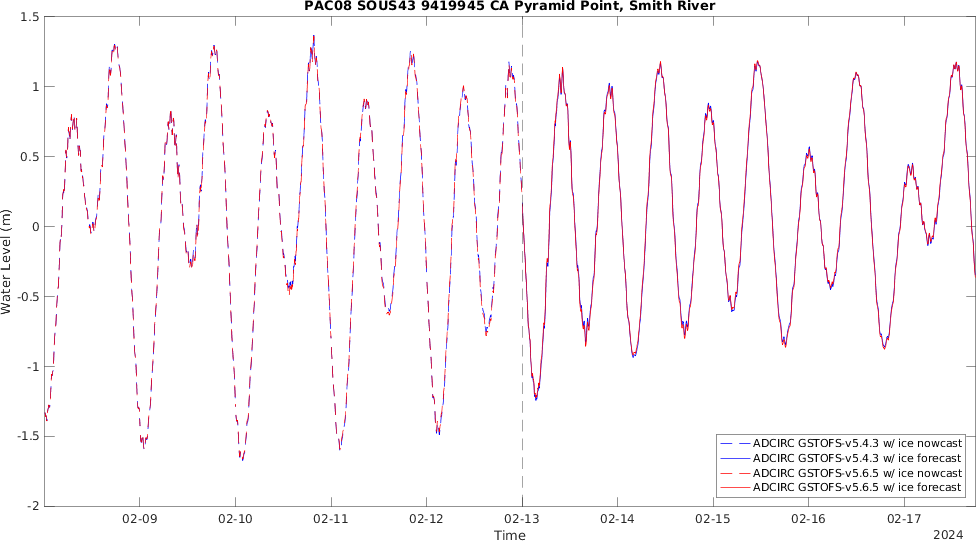 PAC08 SOUS43 9419945 CA Pyramid Point, Smith River
1.5
1
0.5
0
-0.5
-1
-1.5
-2
Water Level (m)
ADCIRC GSTOFS-v5.4.3 w/ ice nowcast
ADCIRC GSTOFS-v5.4.3 w/ ice forecast
ADCIRC GSTOFS-v5.6.5 w/ ice nowcast
ADCIRC GSTOFS-v5.6.5 w/ ice forecast
02-09 02-10 02-11 02-12 02-13 02-14 02-15 02-16 02-17
Time
2024